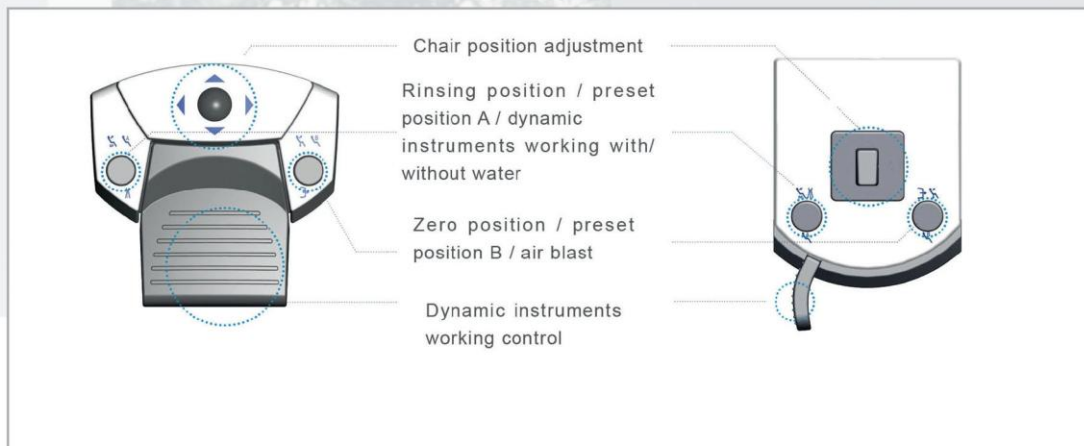 Chair position adjustment
Rinsing position / preset
position A / dynamic
instruments working with/
without water
Zero position / preset
position B / air blast
Dynamic instruments
working control